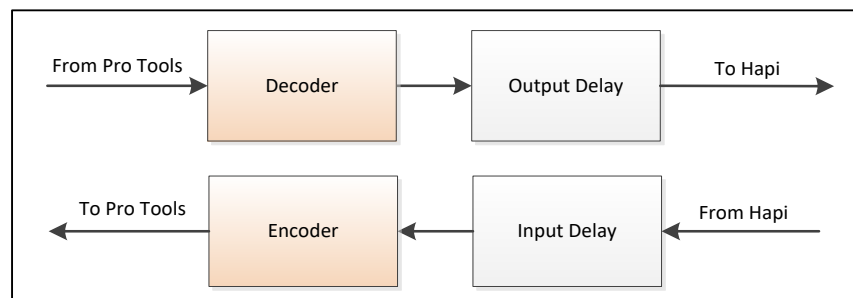 From Pro Tools
Decoder
Output Delay
To Hapi
To Pro Tools
Encoder
Input Delay
From Hapi